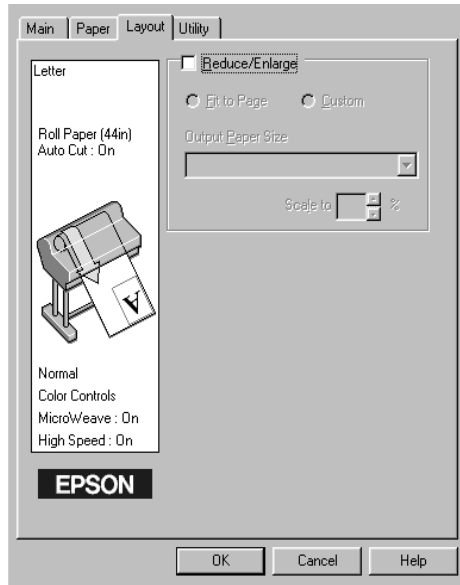 Main Paper Layout Utility
Letter
Roll Paper (44in)
Auto Cut : On
A
Normal
Color Controls
MicroWeave : On
High Speed : On
EPSON
Reduce/Enlarge
Fit to Page Custom
Output Paper Size
Scale to %
OK Cancel Help